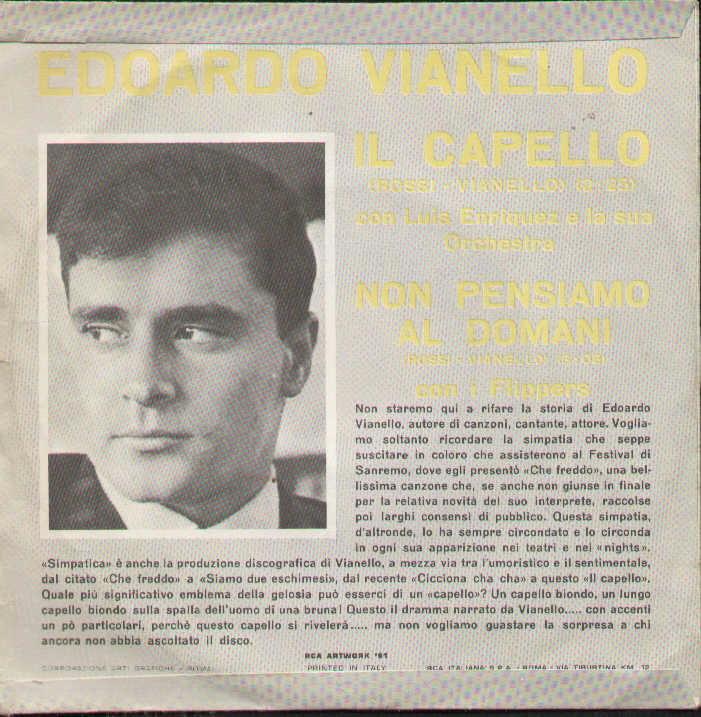 EDOARDO VIANELLO
IL CAPELLO
(ROSSI - VIANELLO) (2:25)
con Luis Enriquez e la sua
Orchestra
NON PENSIAMO
AL DOMANI
(ROSSI - VIANELLO)
con i Flippers
Non staremo qui a rifare la storia di Edoardo
Vianello, autore di canzoni, cantante, attore. Voglia-
mo soltanto ricordare la simpatia che seppe
suscitare in coloro che assisterono al Festival di
Sanremo, dove egli presentò «Che freddo», una bel-
lissima canzone che, se anche non giunse in finale
per la relativa novità del suo interprete, raccolse
poi larghi consensi di pubblico. Questa simpatia,
d'altronde, lo ha sempre circondato e lo circonda
in ogni sua apparizione nei teatri e nei «nights».
«Simpatica» è anche la produzione discografica di Vianello, a mezza via tra l'umoristico e il sentimentale,
dal citato «Che freddo» a «Siamo due eschimesi», dal recente «Cicciona cha cha» a questo «Il capello».
Quale più significativo emblema della gelosia può esserci di un «capello»? Un capello biondo, un lungo
capello biondo sulla spalla dell'uomo di una bruna! Questo il dramma narrato da Vianello..... con accenti
un pò particolari, perchè questo capello si rivelerà..... ma non vogliamo guastare la sorpresa a chi
ancora non abbia ascoltato il disco.
RCA ARTWORK '61
CORPORAZIONE ARTI GRAFICHE - ROMA PRINTED IN ITALY RCA ITALIANA S.P.A. - ROMA - VIA TIBURTINA KM. 12